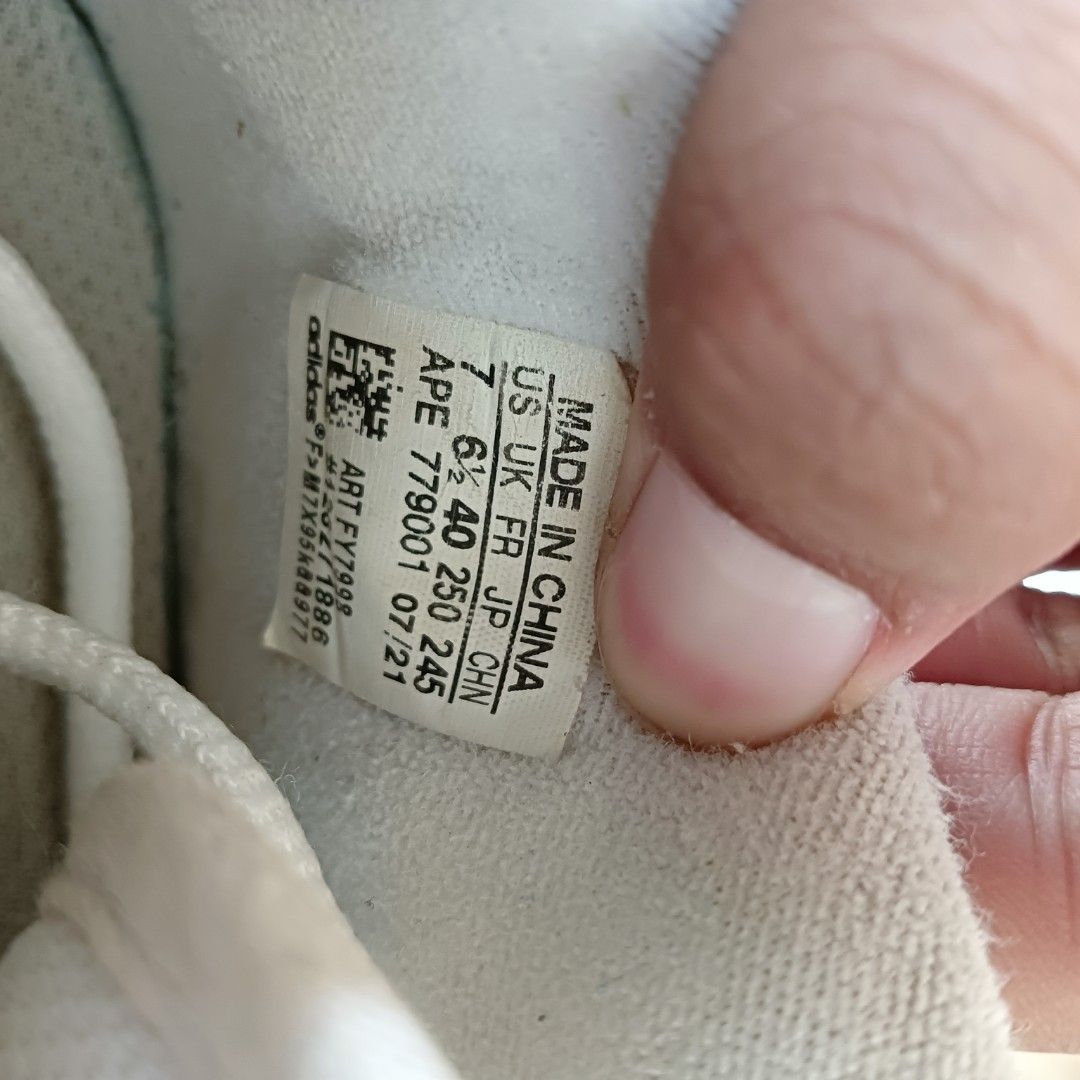 MADE IN CHINA
US UK FR JP CHN
7 6½ 40 250 245
APE 779001 07/21
ART FY7998
adidas®